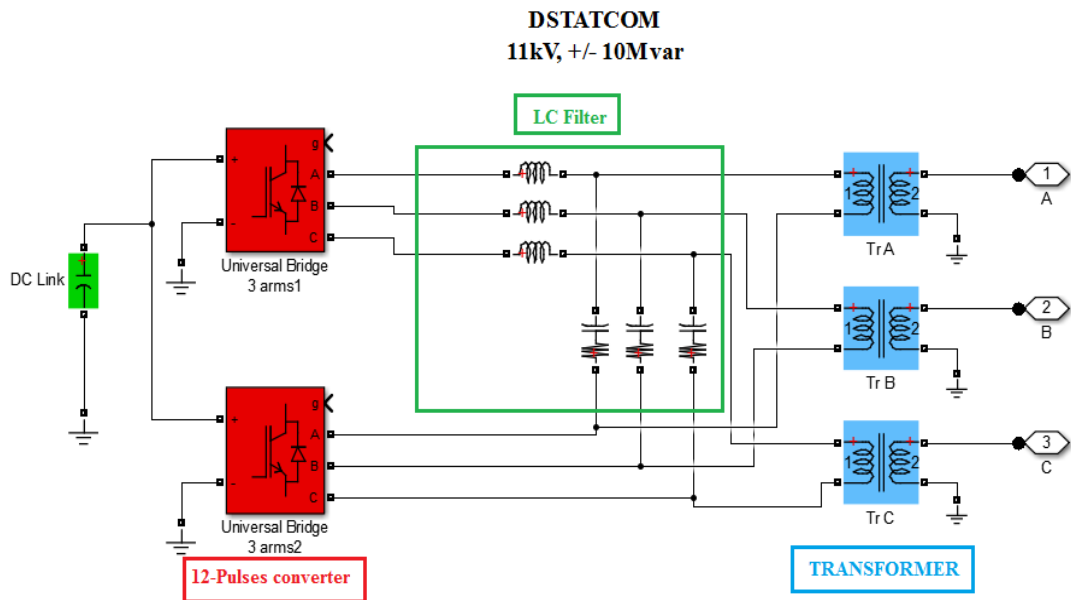 DSTATCOM
11kV, +/- 10Mvar
LC Filter
g
+
A
B
-
C
Universal Bridge
3 arms1
DC Link
+
+
+
+
1
2
+
+
Tr A
1
A
+
1
2
+
Tr B
2
B
+
1
2
+
Tr C
3
C
g
+
A
B
-
C
Universal Bridge
3 arms2
12-Pulses converter
TRANSFORMER